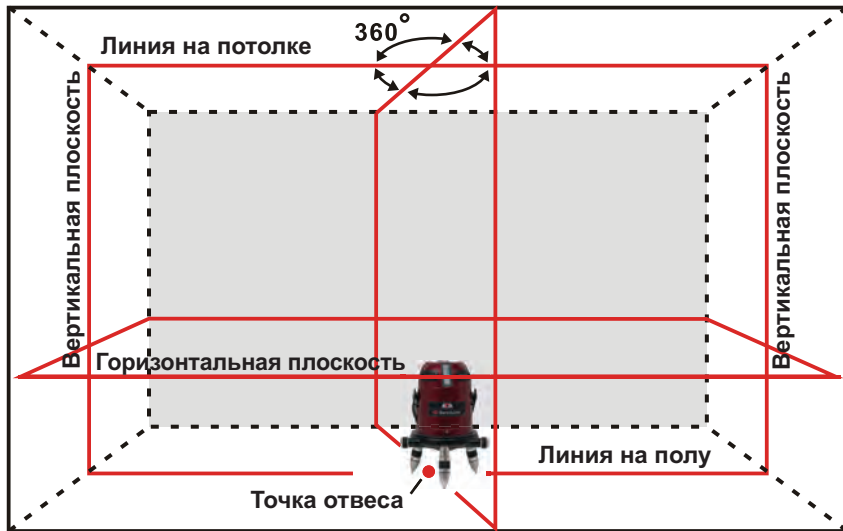 360°
Линия на потолке
Вертикальная плоскость
Вертикальная плоскость
Горизонтальная плоскость
Линия на полу
Точка отвеса